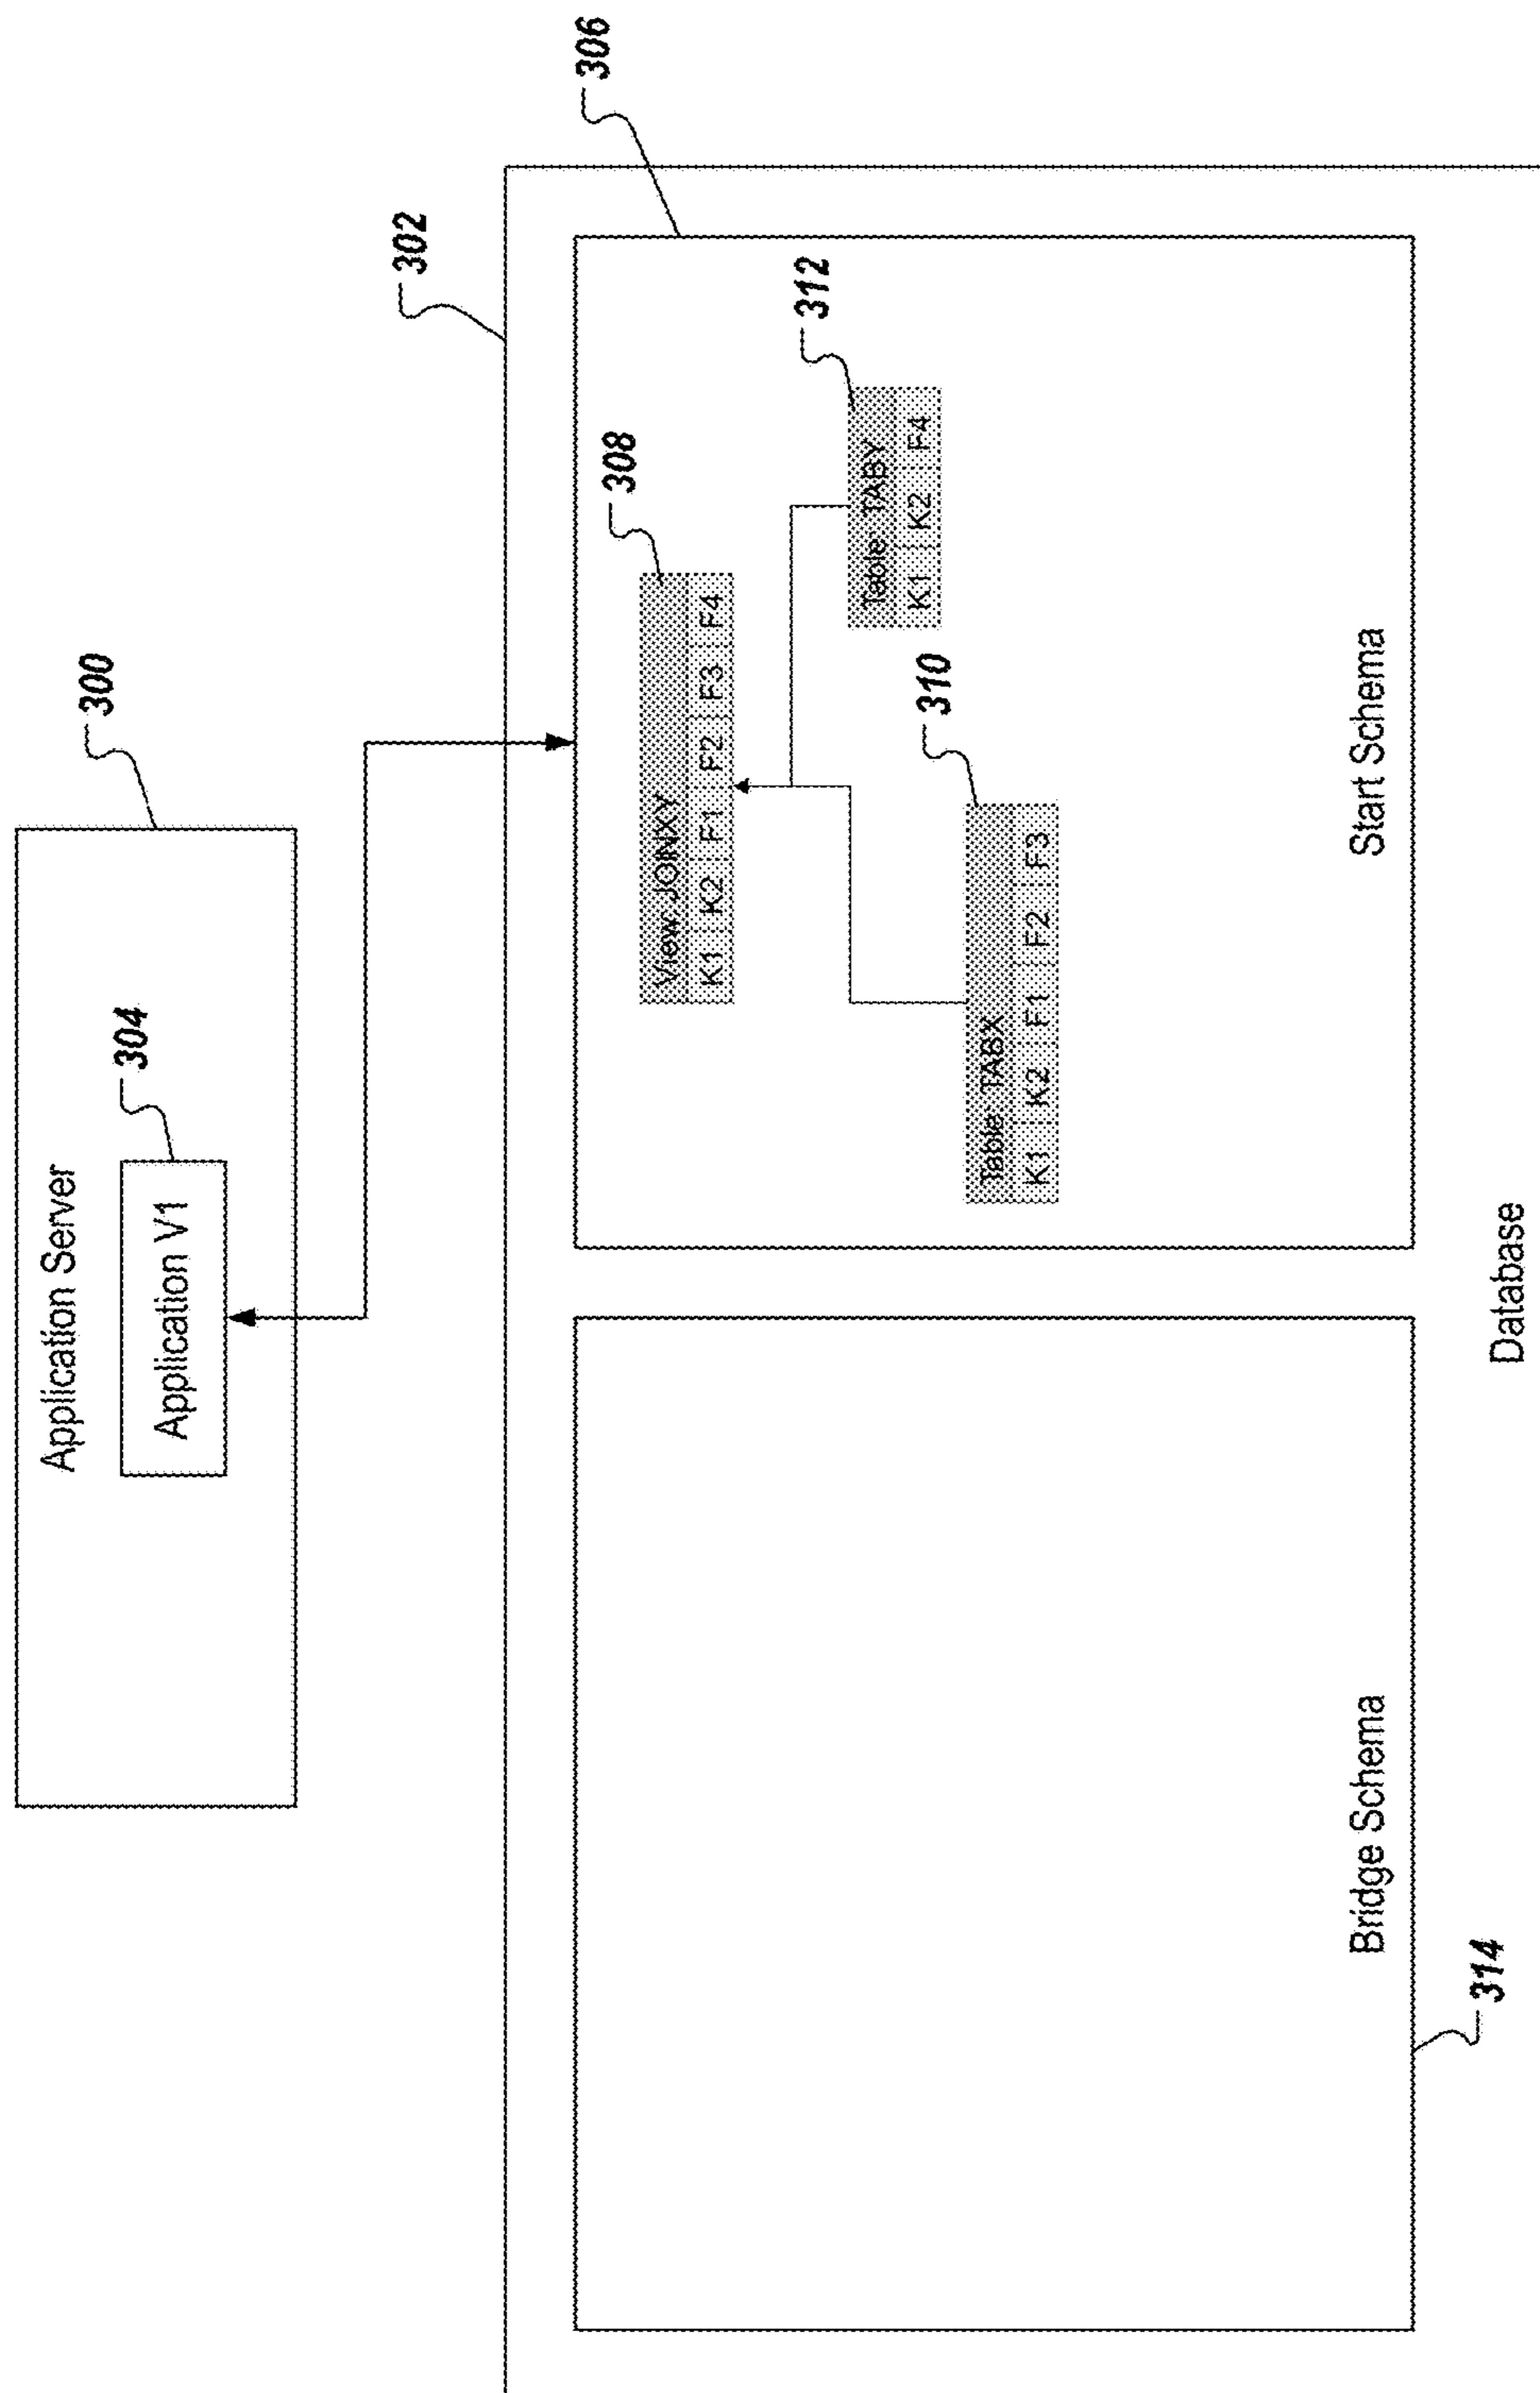 Application Server
300
Application V1
304
302
306
View JOINXY
308
K1 K2 F1 F2 F3 F4
Table TABY
312
K1 K2 F4
Table TABX
310
K1 K2 F1 F2 F3
Bridge Schema
Start Schema
314
Database